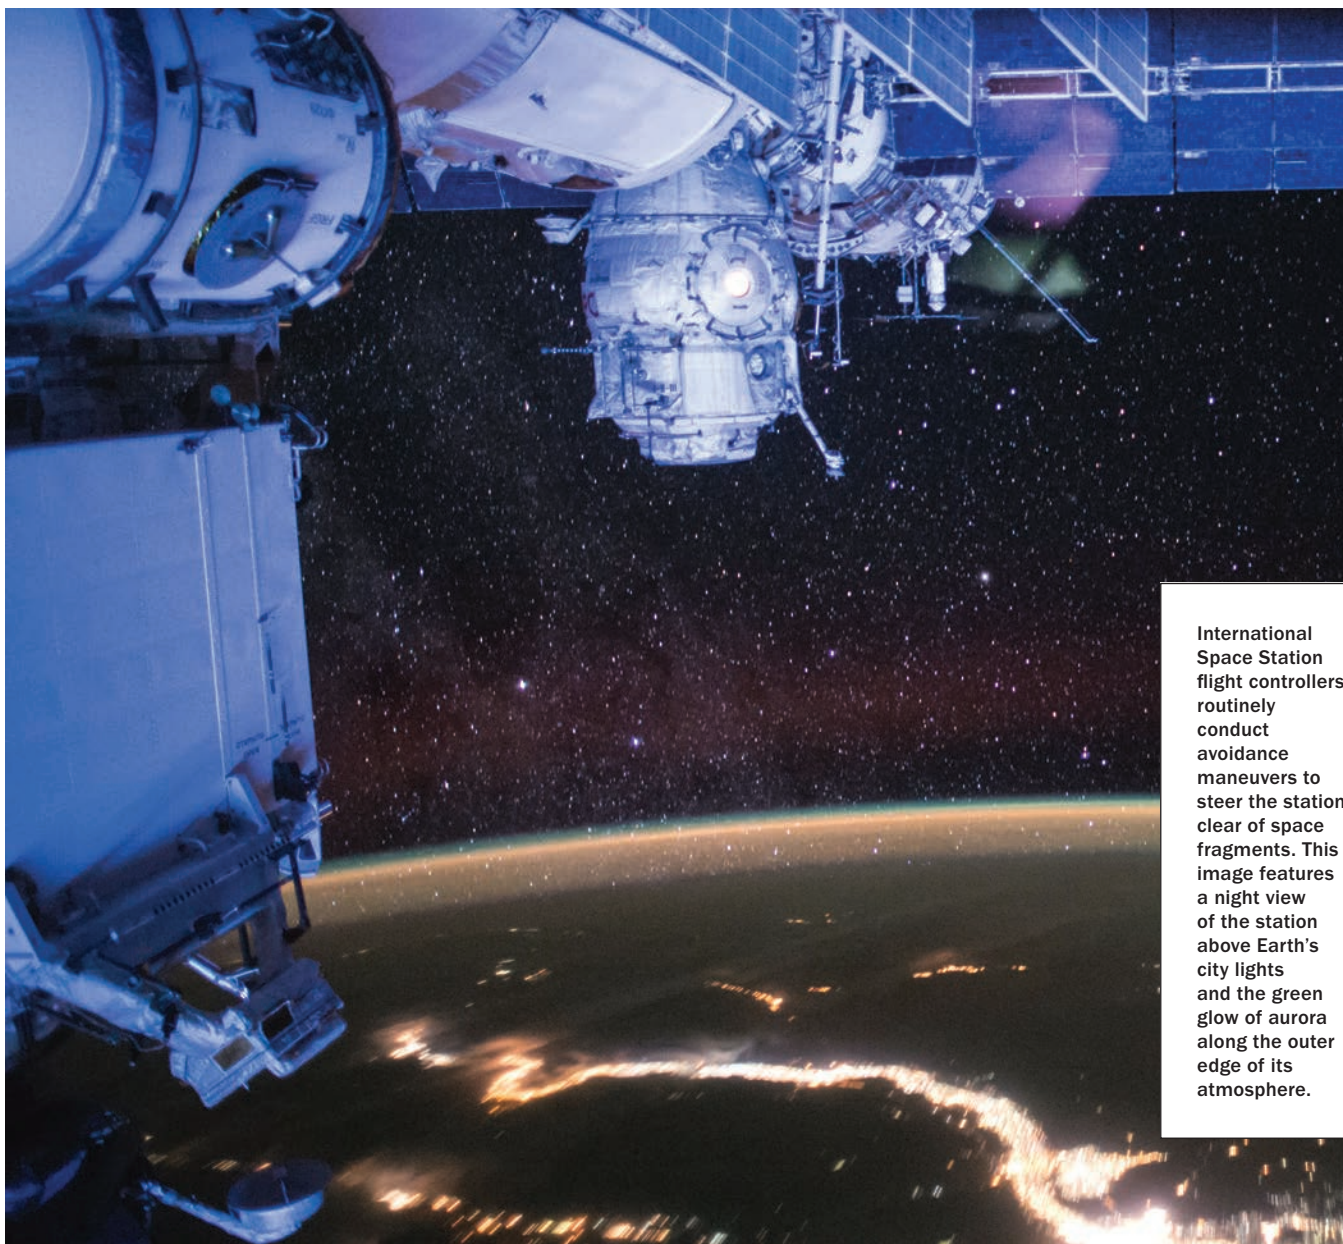 International
Space Station
flight controllers
routinely
conduct
avoidance
maneuvers to
steer the station
clear of space
fragments. This
image features
a night view
of the station
above Earth’s
city lights
and the green
glow of aurora
along the outer
edge of its
atmosphere.